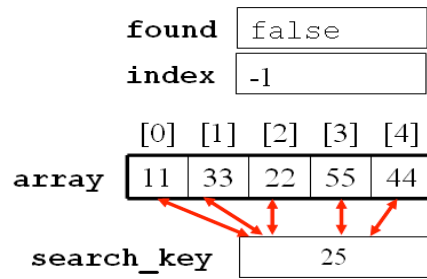 found false
index -1
[0] [1] [2] [3] [4]
array 11 33 22 55 44
search_key 25